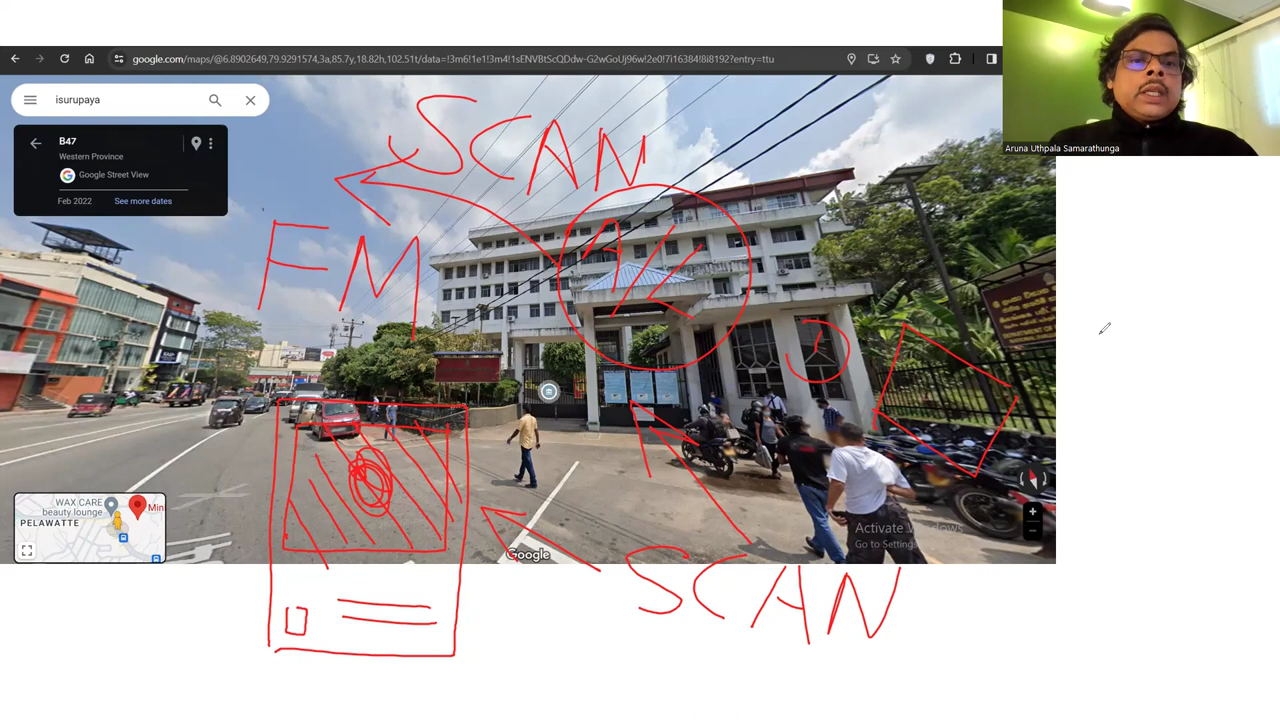 google.com/maps/@6.8902649,79.9291574,3a,85.7y,18.82h,102.51t/data=!3m6!1e1!3m4!1sENVBtScQDdw-G2wGoUj96w!2e0!7i16384!8i8192?entry=ttu
isurupaya
B47
Western Province
Google Street View
Feb 2022 See more dates
SCAN
FM
Aruna Uthpala Samarathunga
WAX CARE
beauty lounge
Min
PELAWATTE
Google
Activate Windows
Go to Settings
SCAN